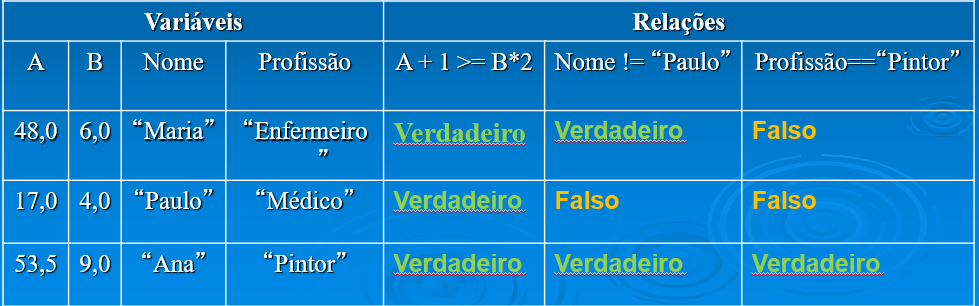 Variáveis Relações
A B Nome Profissão A + 1 >= B*2 Nome != “Paulo” Profissão==“Pintor”
48,0 6,0 “Maria” “Enfermeiro Verdadeiro Verdadeiro Falso
”
17,0 4,0 “Paulo” “Médico” Verdadeiro Falso Falso
53,5 9,0 “Ana” “Pintor” Verdadeiro Verdadeiro Verdadeiro